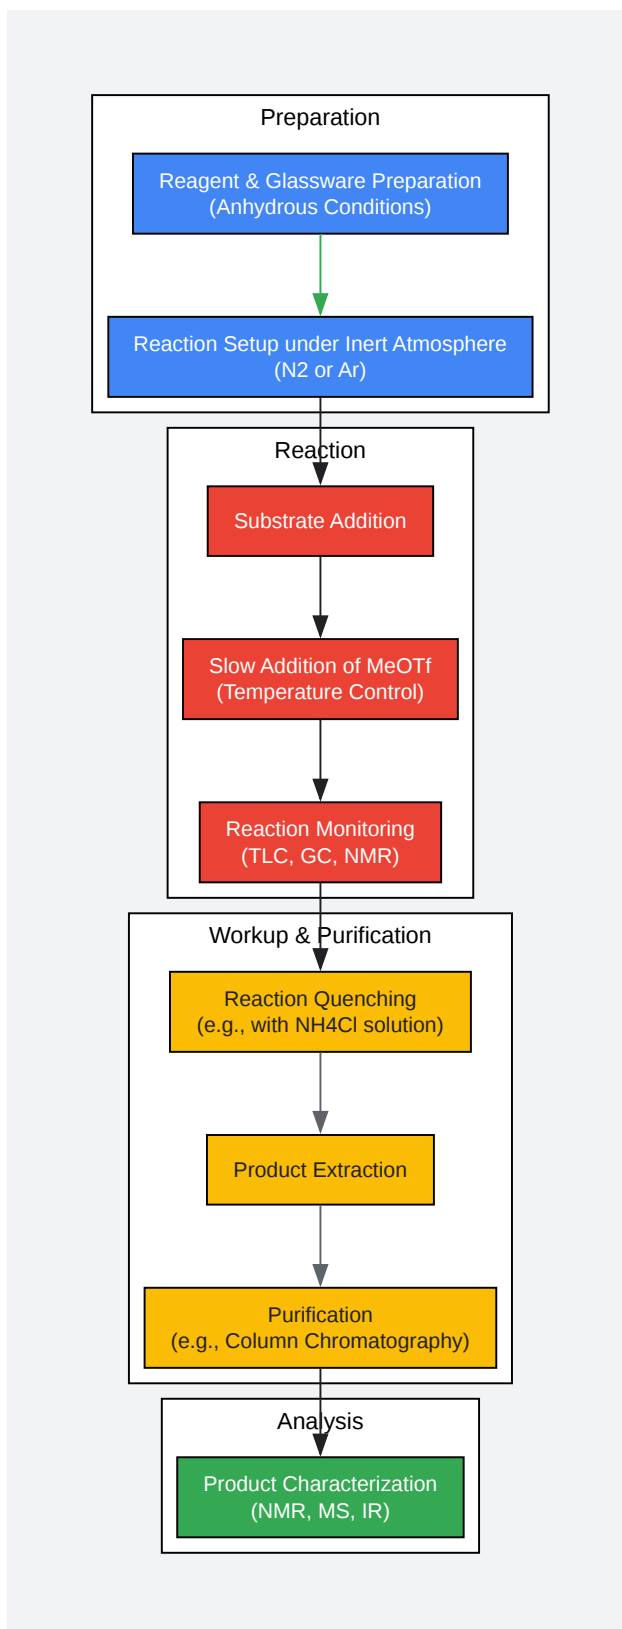 Preparation
Reagent & Glassware Preparation
(Anhydrous Conditions)
Reaction Setup under Inert Atmosphere
(N2 or Ar)
Reaction
Substrate Addition
Slow Addition of MeOTf
(Temperature Control)
Reaction Monitoring
(TLC, GC, NMR)
Workup & Purification
Reaction Quenching
(e.g., with NH4Cl solution)
Product Extraction
Purification
(e.g., Column Chromatography)
Analysis
Product Characterization
(NMR, MS, IR)